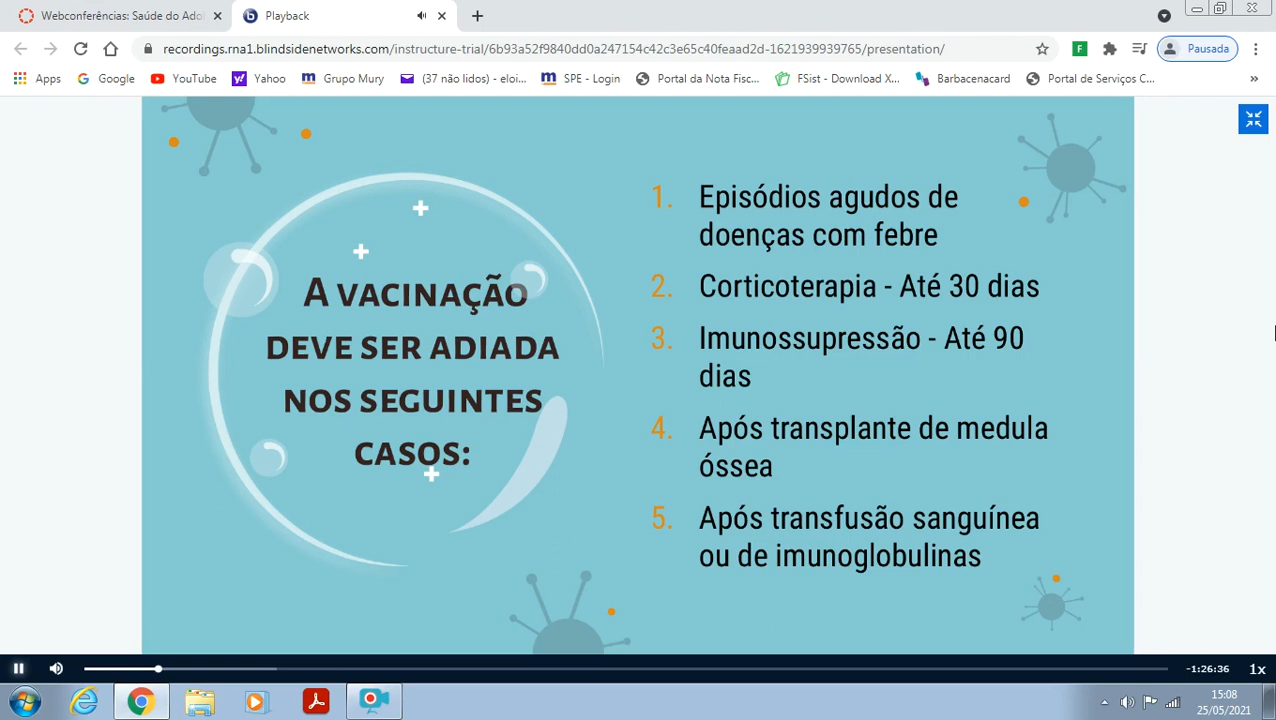 Webconferências: Saúde do Adol
Playback
recordings.rna1.blindsidenetworks.com/instructure-trial/6b93a52f9840dd0a247154c42c3e65c40feaad2d-1621939939765/presentation/
Pausada
Apps
Google
YouTube
Yahoo
Grupo Mury
(37 não lidos) - eloi...
SPE - Login
Portal da Nota Fisc...
FSist - Download X...
Barbacenacard
Portal de Serviços C...
»
A VACINAÇÃO
DEVE SER ADIADA
NOS SEGUINTES
CASOS:
1. Episódios agudos de
doenças com febre
2. Corticoterapia - Até 30 dias
3. Imunossupressão - Até 90
dias
4. Após transplante de medula
óssea
5. Após transfusão sanguínea
ou de imunoglobulinas
-1:26:36
1x
15:08
25/05/2021